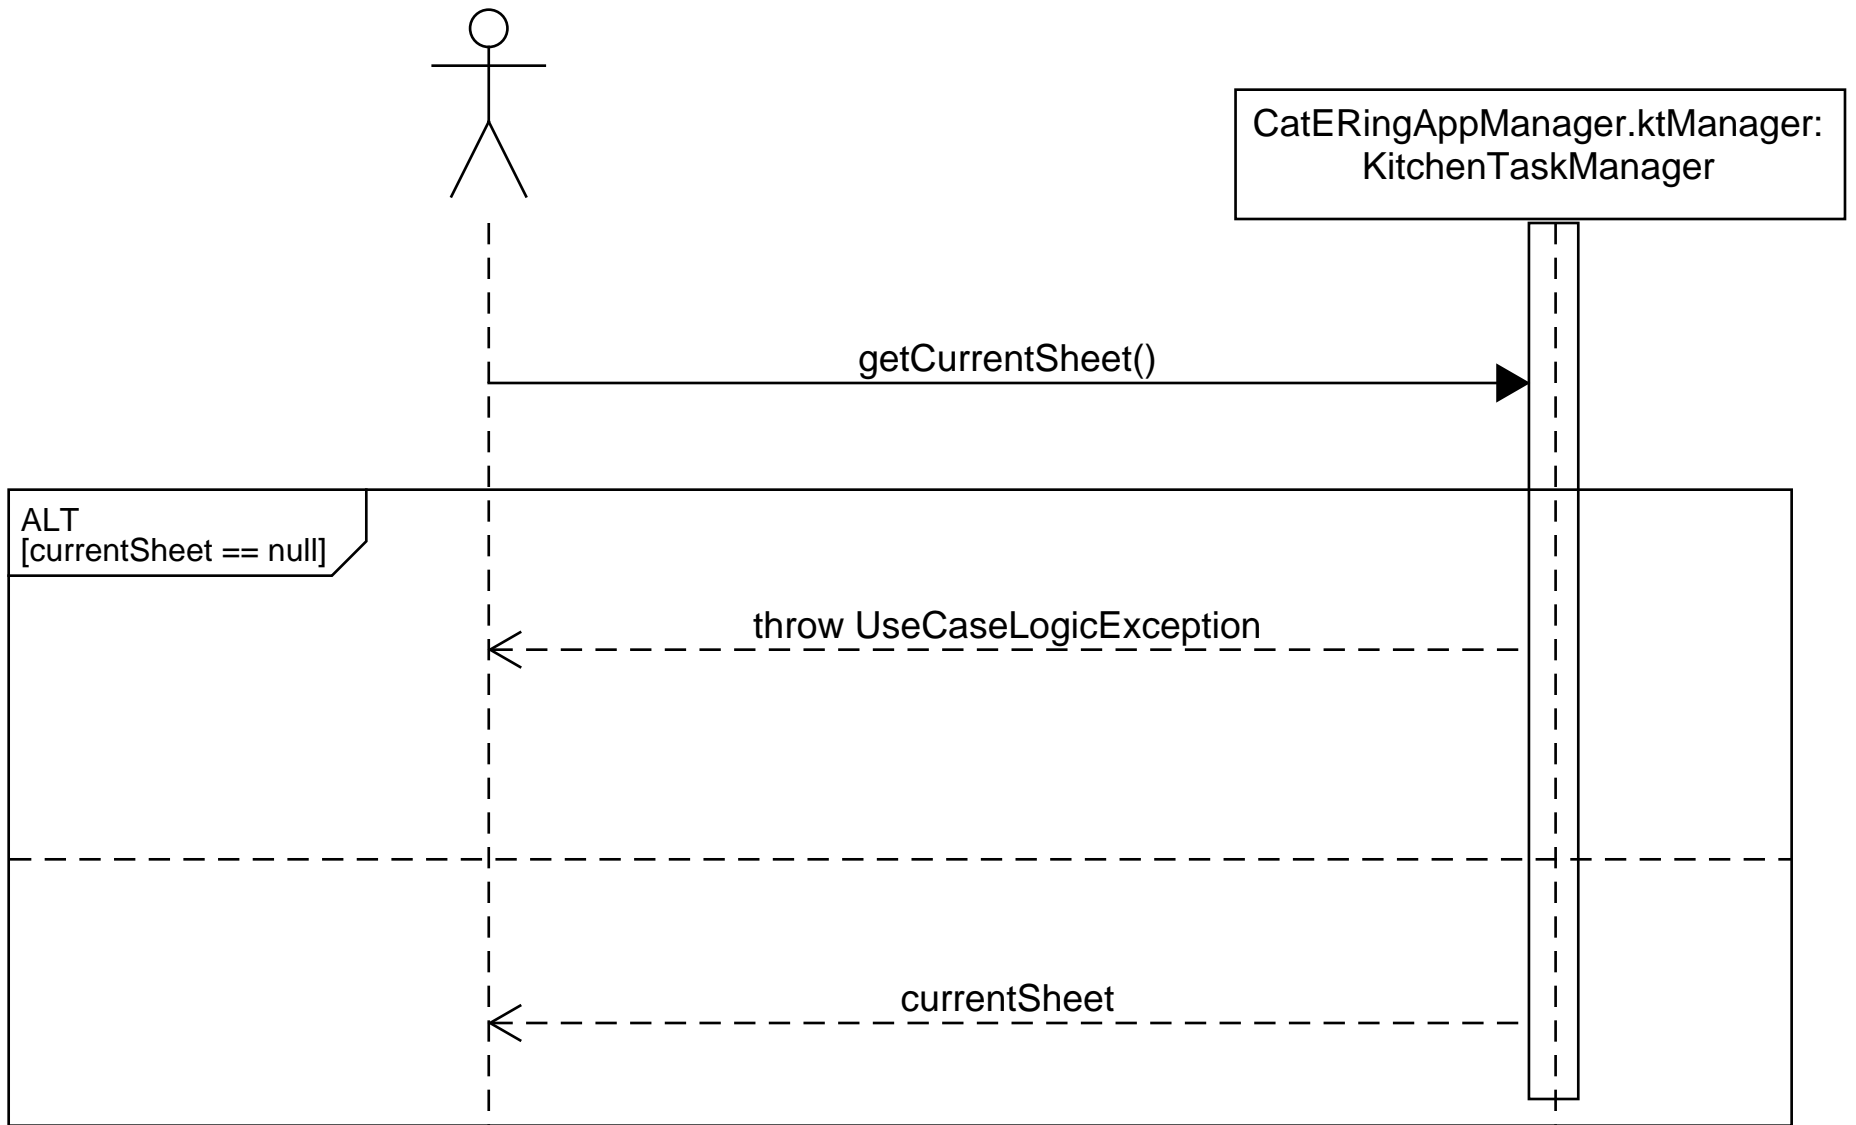 CatERingAppManager.ktManager:
KitchenTaskManager
getCurrentSheet()
ALT
[currentSheet == null]
throw UseCaseLogicException
currentSheet